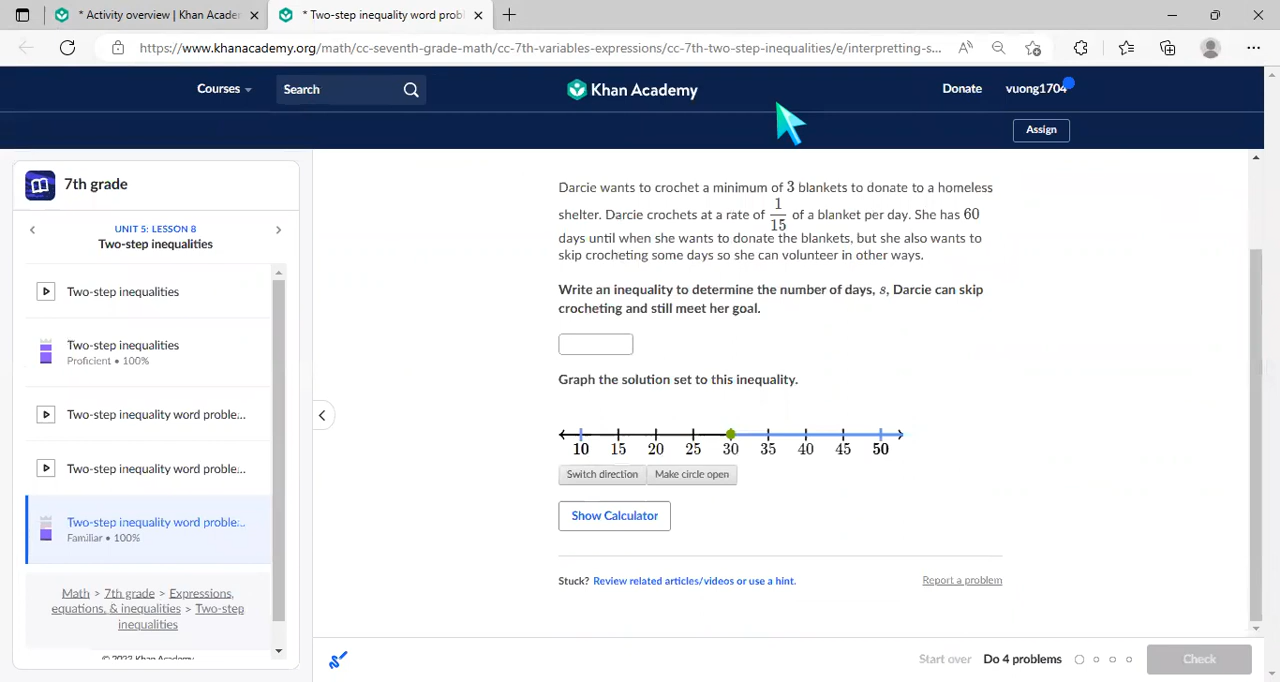 * Activity overview | Khan Acader
* Two-step inequality word probl
https://www.khanacademy.org/math/cc-seventh-grade-math/cc-7th-variables-expressions/cc-7th-two-step-inequalities/e/interpretting-s...
Courses
Search
Khan Academy
Donate
vuong1704
Assign
7th grade
UNIT 5: LESSON 8
Two-step inequalities
Two-step inequalities
Two-step inequalities
Proficient • 100%
Two-step inequality word proble...
Two-step inequality word proble...
Two-step inequality word proble...
Familiar • 100%
Math > 7th grade > Expressions,
equations, & inequalities > Two-step
inequalities
© 2023 Khan Academy
Darcie wants to crochet a minimum of 3 blankets to donate to a homeless
shelter. Darcie crochets at a rate of 1/15 of a blanket per day. She has 60
days until when she wants to donate the blankets, but she also wants to
skip crocheting some days so she can volunteer in other ways.
Write an inequality to determine the number of days, s, Darcie can skip
crocheting and still meet her goal.
Graph the solution set to this inequality.
10 15 20 25 30 35 40 45 50
Switch direction Make circle open
Show Calculator
Stuck? Review related articles/videos or use a hint.
Report a problem
Start over Do 4 problems Check